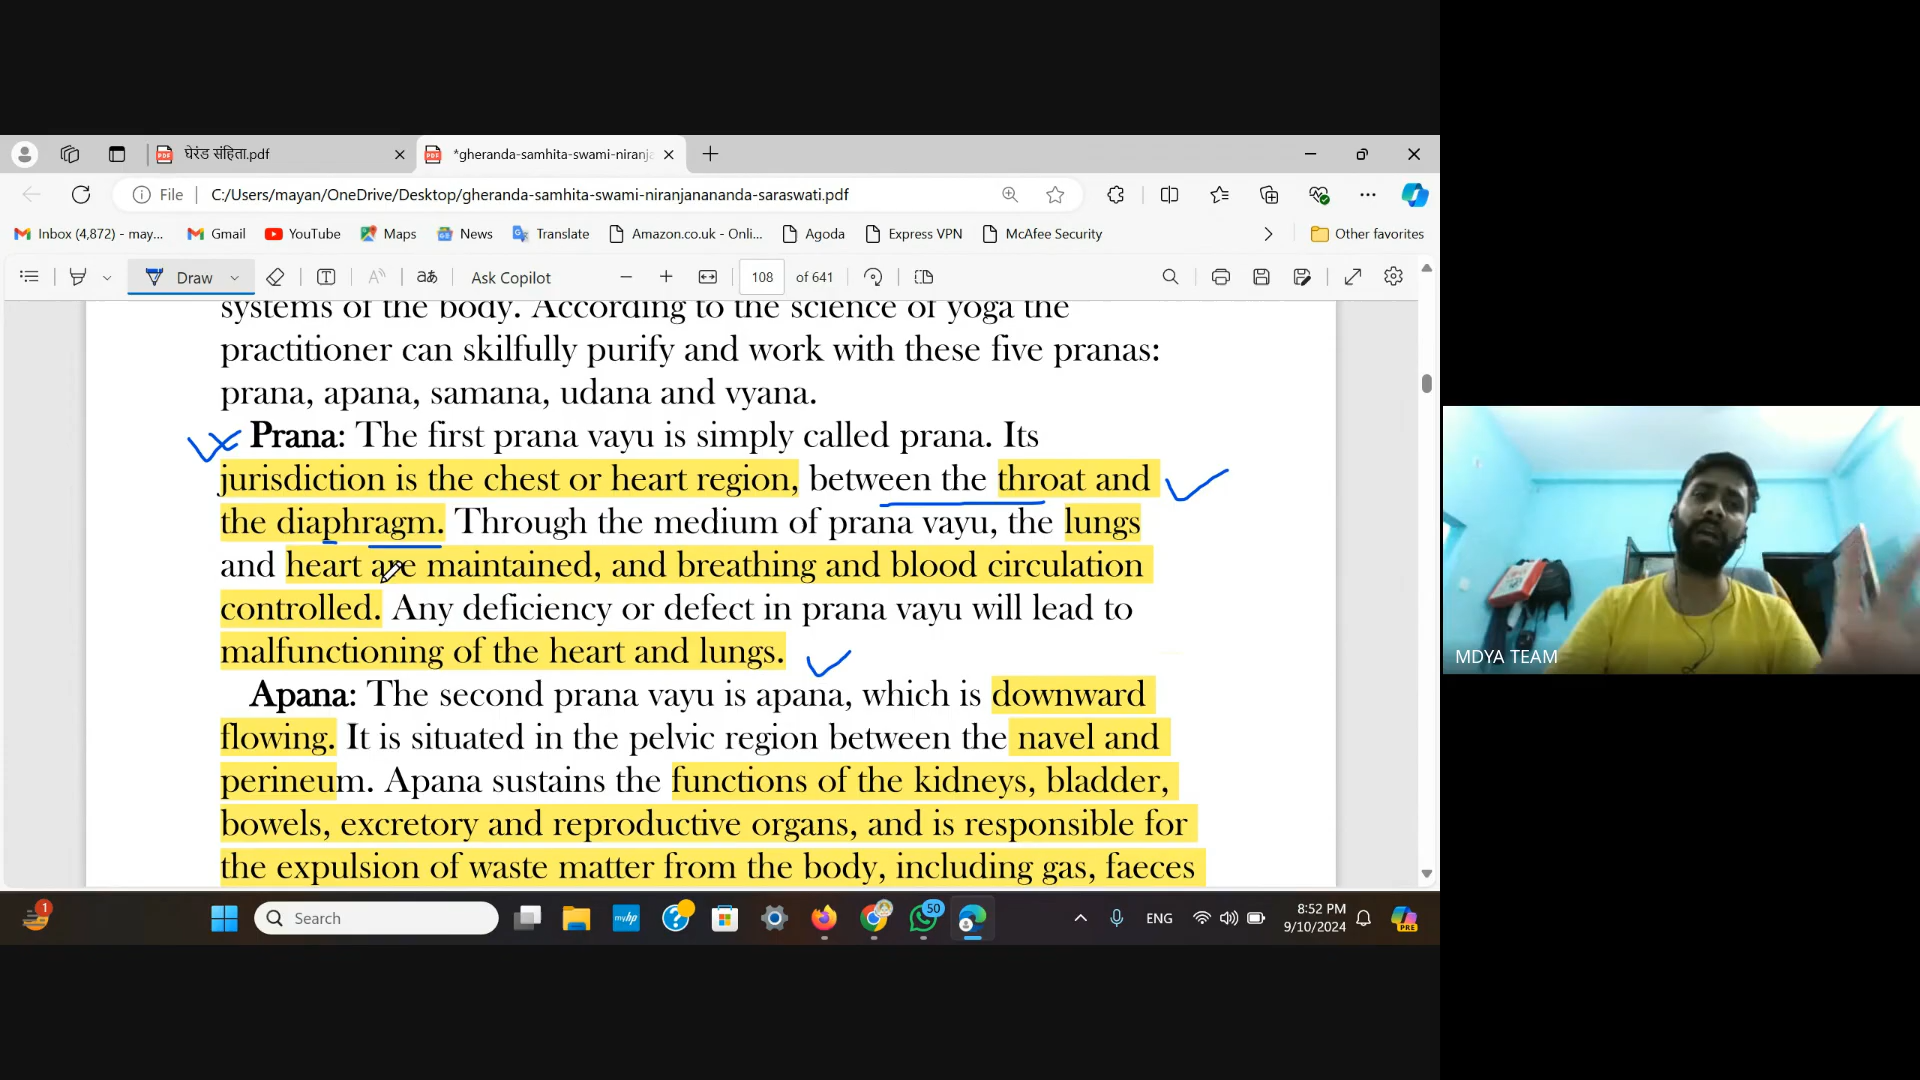 घेरंड संहिता.pdf
*gheranda-samhita-swami-niranja
File C:/Users/mayan/OneDrive/Desktop/gheranda-samhita-swami-niranjanananda-saraswati.pdf
Inbox (4,872) - may... Gmail YouTube Maps News Translate Amazon.co.uk - Onli... Agoda Express VPN McAfee Security Other favorites
Draw Ask Copilot 108 of 641
systems of the body. According to the science of yoga the
practitioner can skilfully purify and work with these five pranas:
prana, apana, samana, udana and vyana.
Prana: The first prana vayu is simply called prana. Its
jurisdiction is the chest or heart region, between the throat and
the diaphragm. Through the medium of prana vayu, the lungs
and heart are maintained, and breathing and blood circulation
controlled. Any deficiency or defect in prana vayu will lead to
malfunctioning of the heart and lungs.
Apana: The second prana vayu is apana, which is downward
flowing. It is situated in the pelvic region between the navel and
perineum. Apana sustains the functions of the kidneys, bladder,
bowels, excretory and reproductive organs, and is responsible for
the expulsion of waste matter from the body, including gas, faeces
MDYA TEAM
1 Search myhp 50 ENG 8:52 PM
9/10/2024 PRE